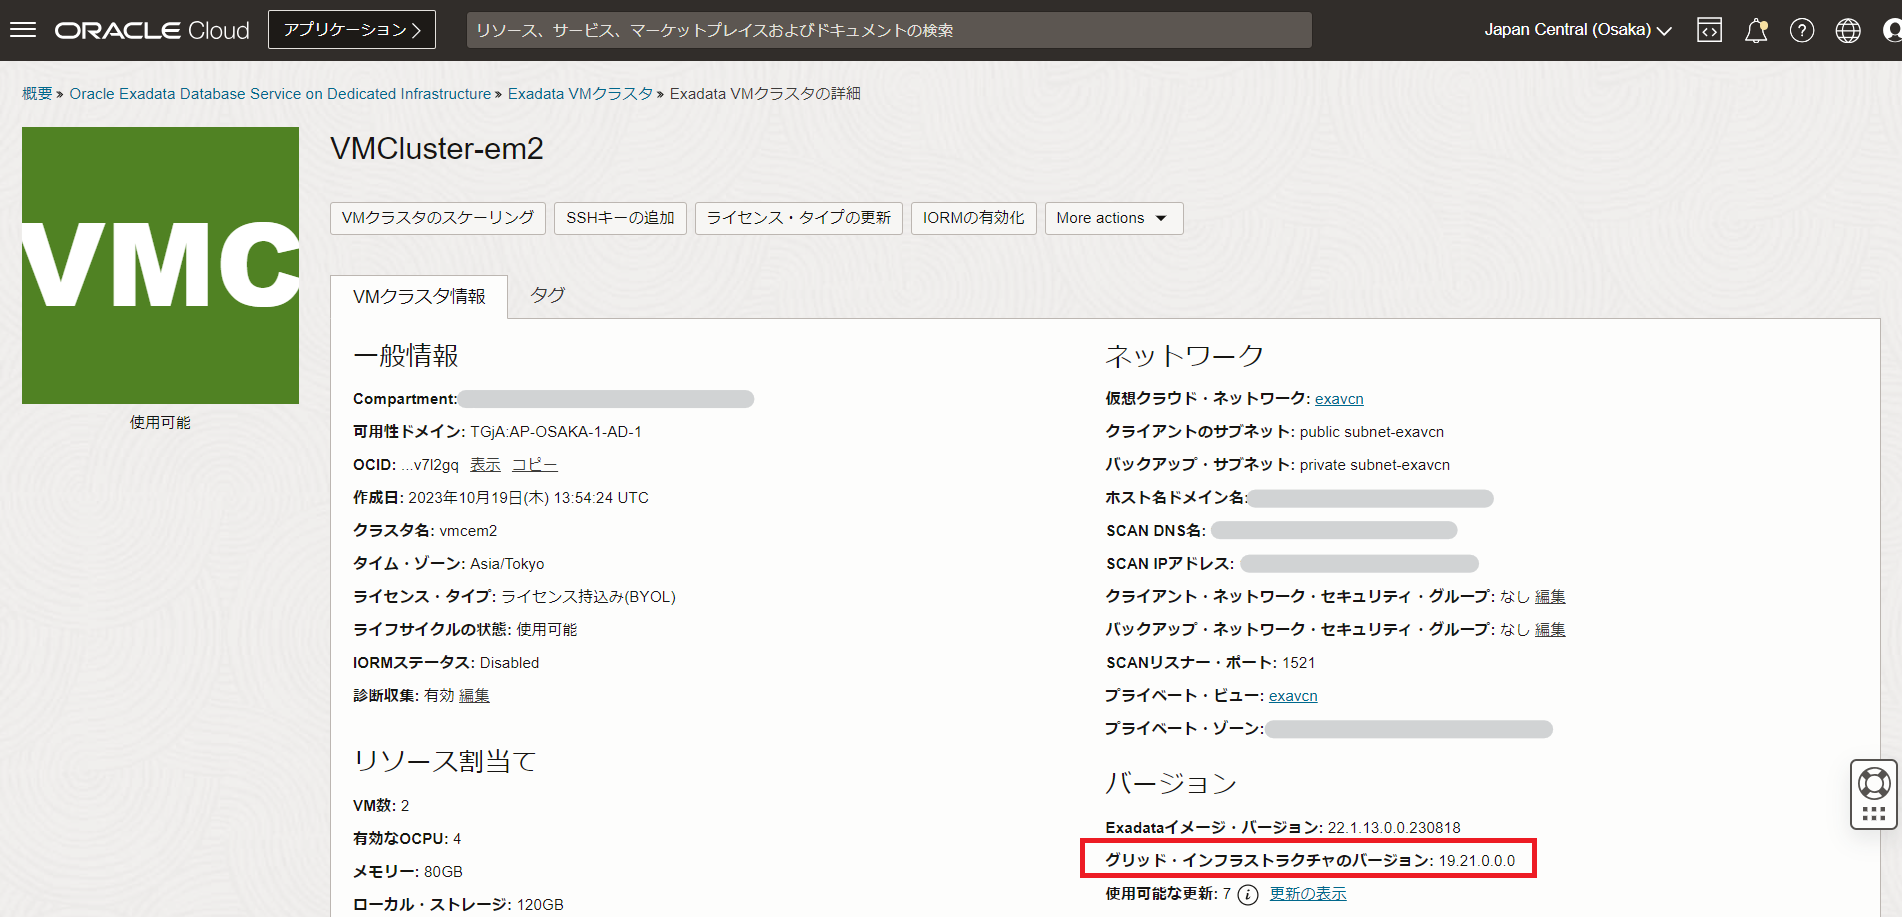 ORACLE Cloud
アプリケーション
リソース、サービス、マーケットプレイスおよびドキュメントの検索
Japan Central (Osaka)
概要 » Oracle Exadata Database Service on Dedicated Infrastructure » Exadata VMクラスタ » Exadata VMクラスタの詳細
VMC
使用可能
VMCluster-em2
VMクラスタのスケーリング
SSHキーの追加
ライセンス・タイプの更新
IORMの有効化
More actions
VMクラスタ情報
タグ
一般情報
Compartment:
可用性ドメイン: TGjA:AP-OSAKA-1-AD-1
OCID: ...v7l2gq 表示 コピー
作成日: 2023年10月19日(木) 13:54:24 UTC
クラスタ名: vmcem2
タイム・ゾーン: Asia/Tokyo
ライセンス・タイプ: ライセンス持込み(BYOL)
ライフサイクルの状態: 使用可能
IORMステータス: Disabled
診断収集: 有効 編集
リソース割当て
VM数: 2
有効なOCPU: 4
メモリー: 80GB
ローカル・ストレージ: 120GB
ネットワーク
仮想クラウド・ネットワーク: exavcn
クライアントのサブネット: public subnet-exavcn
バックアップ・サブネット: private subnet-exavcn
ホスト名ドメイン名:
SCAN DNS名:
SCAN IPアドレス:
クライアント・ネットワーク・セキュリティ・グループ: なし 編集
バックアップ・ネットワーク・セキュリティ・グループ: なし 編集
SCANリスナー・ポート: 1521
プライベート・ビュー: exavcn
プライベート・ゾーン:
バージョン
Exadataイメージ・バージョン: 22.1.13.0.0.230818
グリッド・インフラストラクチャのバージョン: 19.21.0.0.0
使用可能な更新: 7 i 更新の表示